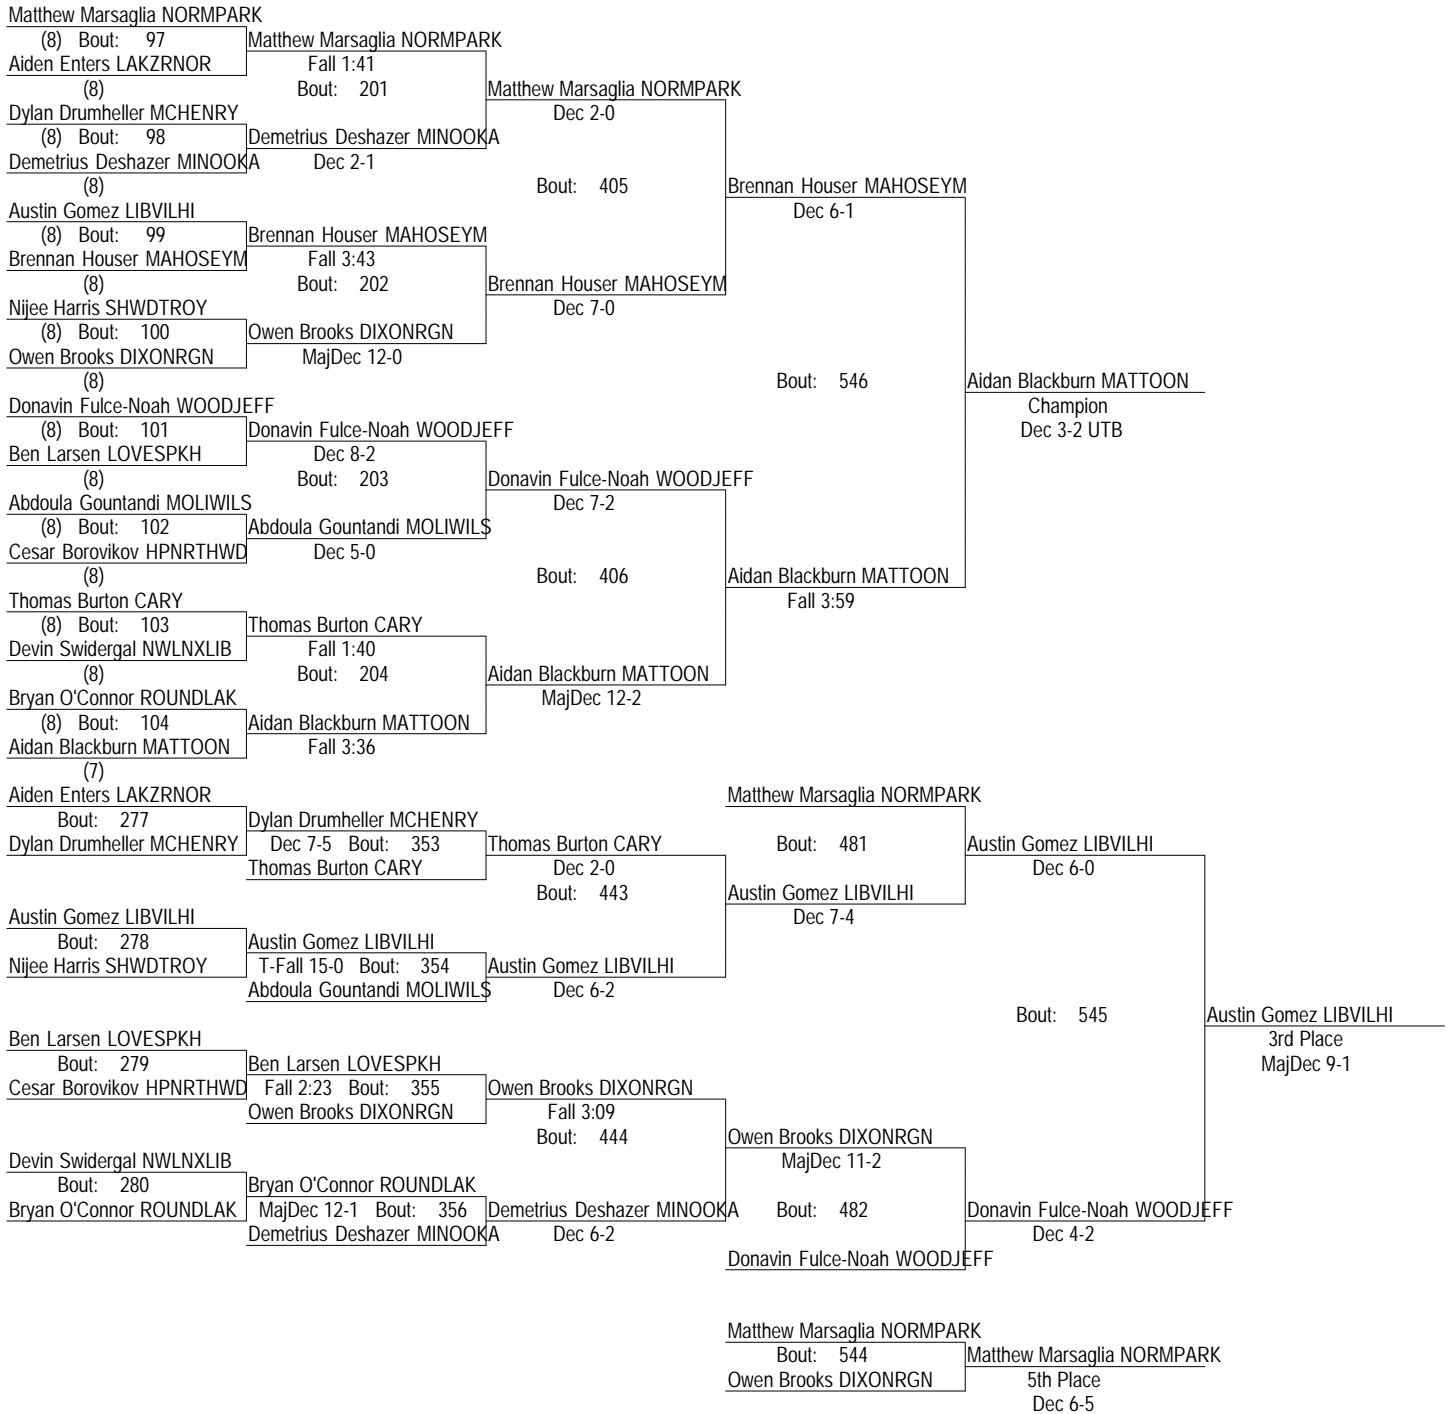 Matthew Marsaglia NORMPARK
(8) Bout: 97 Matthew Marsaglia NORMPARK
Aiden Enters LAKZRNOR Fall 1:41
(8) Bout: 201 Matthew Marsaglia NORMPARK
Dylan Drumheller MCHENRY Dec 2-0
(8) Bout: 98 Demetrius Deshazer MINOOKA
Demetrius Deshazer MINOOKA Dec 2-1
(8) Bout: 405 Brennan Houser MAHOSEYM
Austin Gomez LIBVILHI Dec 6-1
(8) Bout: 99 Brennan Houser MAHOSEYM
Brennan Houser MAHOSEYM Fall 3:43
(8) Bout: 202 Brennan Houser MAHOSEYM
Nijee Harris SHWDTROY Dec 7-0
(8) Bout: 100 Owen Brooks DIXONRGN
Owen Brooks DIXONRGN MajDec 12-0
(8) Bout: 546 Aidan Blackburn MATTOON
Donavin Fulce-Noah WOODJEFF Champion
(8) Bout: 101 Donavin Fulce-Noah WOODJEFF Dec 3-2 UTB
Ben Larsen LOVESPKH Dec 8-2
(8) Bout: 203 Donavin Fulce-Noah WOODJEFF
Abdoula Gountandi MOLIWILS Dec 7-2
(8) Bout: 102 Abdoula Gountandi MOLIWILS
Cesar Borovikov HPNRTHWD Dec 5-0
(8) Bout: 406 Aidan Blackburn MATTOON
Thomas Burton CARY Fall 3:59
(8) Bout: 103 Thomas Burton CARY
Devin Swidergal NWLNXLIB Fall 1:40
(8) Bout: 204 Aidan Blackburn MATTOON
Bryan O'Connor ROUNDLAK MajDec 12-2
(8) Bout: 104 Aidan Blackburn MATTOON
Aidan Blackburn MATTOON Fall 3:36
(7)
Aiden Enters LAKZRNOR Matthew Marsaglia NORMPARK
Bout: 277 Dylan Drumheller MCHENRY
Dylan Drumheller MCHENRY Dec 7-5 Bout: 353 Thomas Burton CARY Bout: 481 Austin Gomez LIBVILHI
Thomas Burton CARY Dec 2-0 Dec 6-0
Bout: 443 Austin Gomez LIBVILHI
Austin Gomez LIBVILHI Dec 7-4
Bout: 278 Austin Gomez LIBVILHI
Nijee Harris SHWDTROY T-Fall 15-0 Bout: 354 Austin Gomez LIBVILHI
Abdoula Gountandi MOLIWILS Dec 6-2
Bout: 545 Austin Gomez LIBVILHI
Ben Larsen LOVESPKH 3rd Place
Bout: 279 Ben Larsen LOVESPKH MajDec 9-1
Cesar Borovikov HPNRTHWD Fall 2:23 Bout: 355 Owen Brooks DIXONRGN
Owen Brooks DIXONRGN Fall 3:09
Bout: 444 Owen Brooks DIXONRGN
Devin Swidergal NWLNXLIB MajDec 11-2
Bout: 280 Bryan O'Connor ROUNDLAK
Bryan O'Connor ROUNDLAK MajDec 12-1 Bout: 356 Demetrius Deshazer MINOOKA Bout: 482 Donavin Fulce-Noah WOODJEFF
Demetrius Deshazer MINOOKA Dec 6-2 Dec 4-2
Donavin Fulce-Noah WOODJEFF
Matthew Marsaglia NORMPARK
Bout: 544 Matthew Marsaglia NORMPARK
Owen Brooks DIXONRGN 5th Place
Dec 6-5